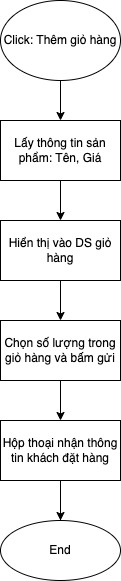 Click: Thêm giỏ hàng
Lấy thông tin sản
phẩm: Tên, Giá
Hiển thị vào DS giỏ
hàng
Chọn số lượng trong
giỏ hàng và bấm gửi
Hộp thoại nhận thông
tin khách đặt hàng
End